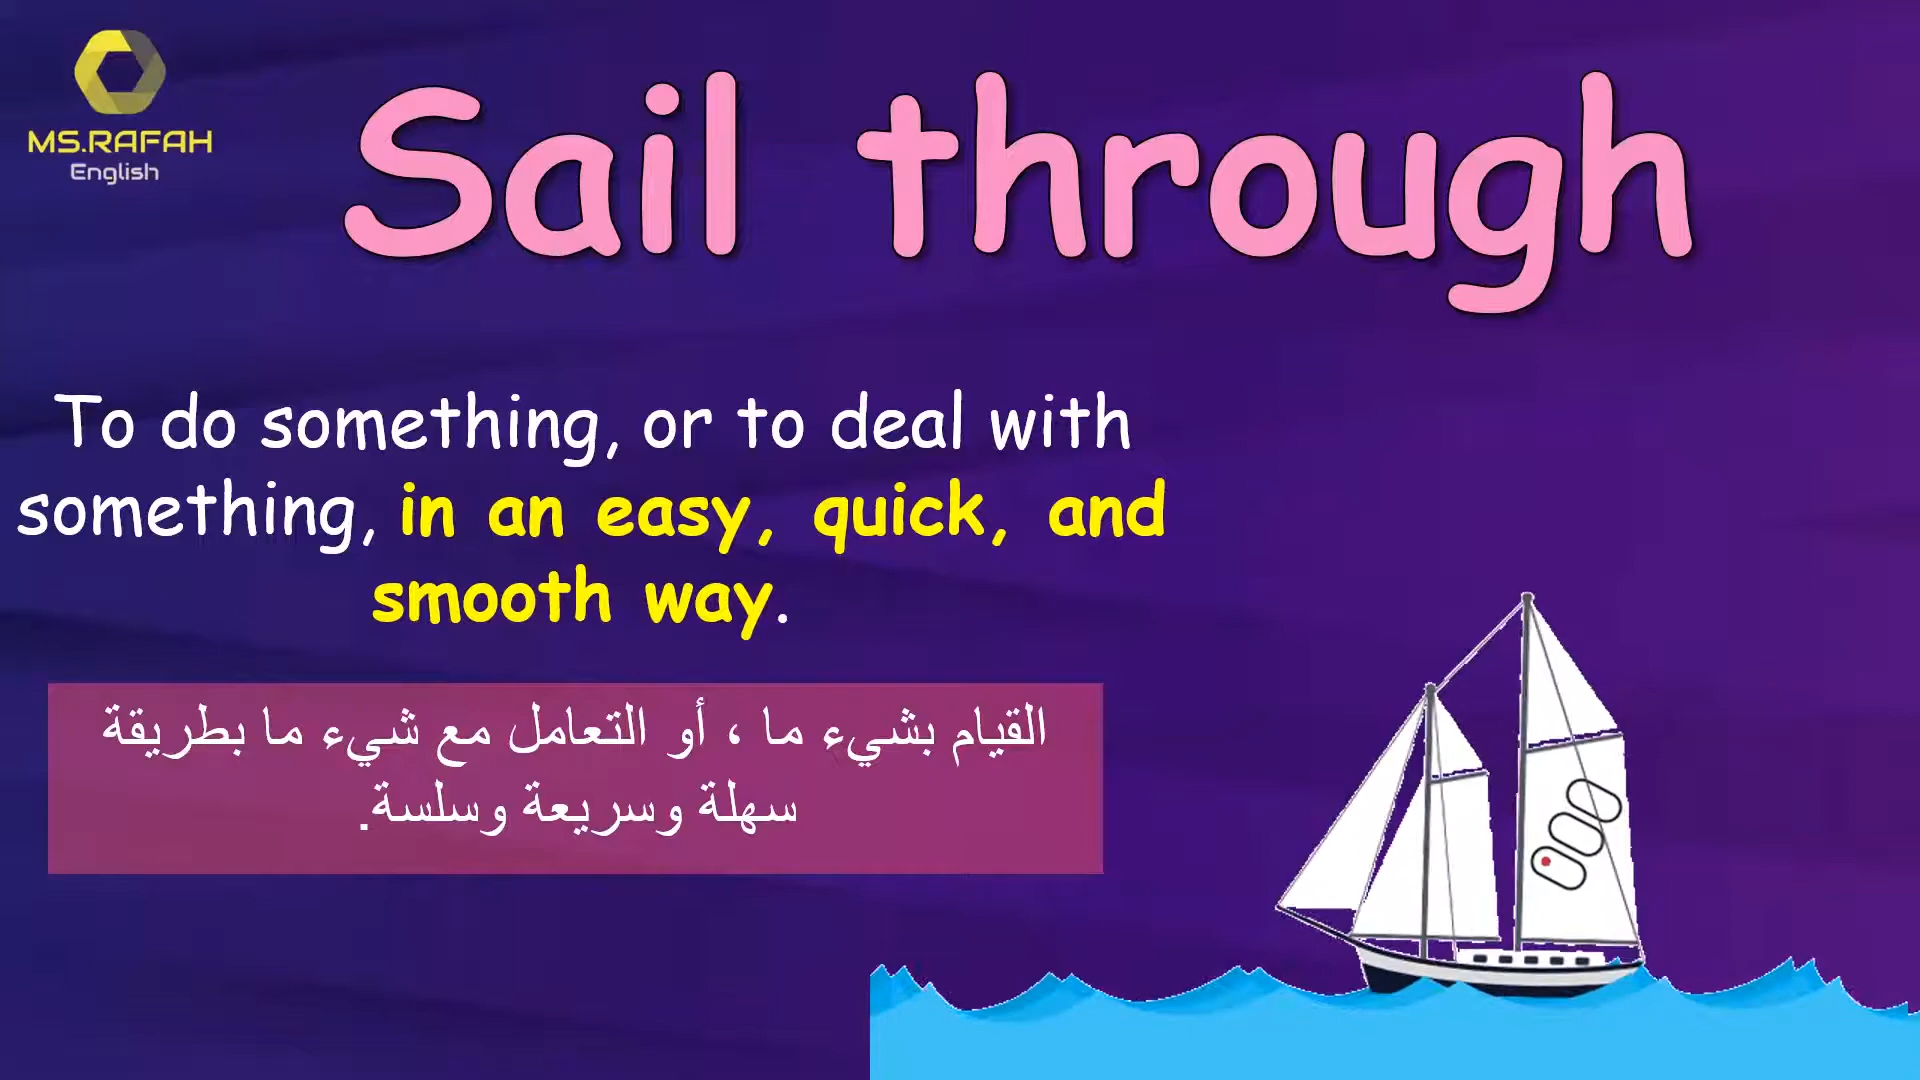 MS.RAFAH
English
Sail through
To do something, or to deal with
something, in an easy, quick, and
smooth way.
القيام بشيء ما ، أو التعامل مع شيء ما بطريقة
سهلة وسريعة وسلسة.